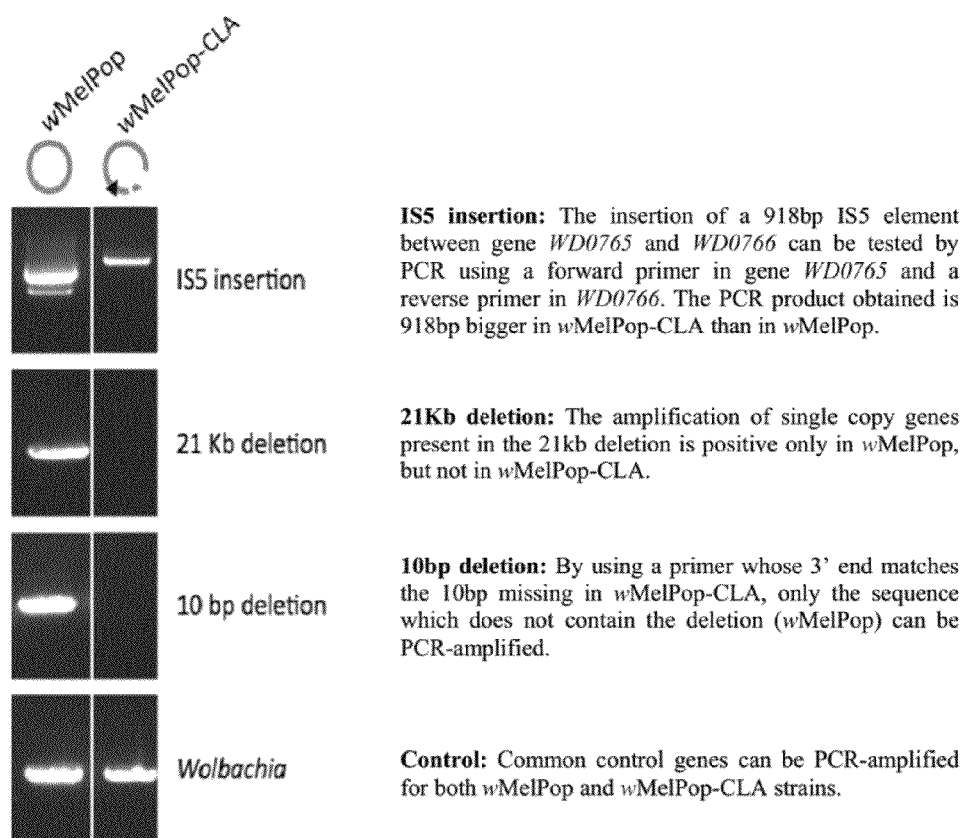 wMelPop
wMelPop-CLA
IS5 insertion
IS5 insertion: The insertion of a 918bp IS5 element
between gene WD0765 and WD0766 can be tested by
PCR using a forward primer in gene WD0765 and a
reverse primer in WD0766. The PCR product obtained is
918bp bigger in wMelPop-CLA than in wMelPop.
21 Kb deletion
21Kb deletion: The amplification of single copy genes
present in the 21kb deletion is positive only in wMelPop,
but not in wMelPop-CLA.
10 bp deletion
10bp deletion: By using a primer whose 3’ end matches
the 10bp missing in wMelPop-CLA, only the sequence
which does not contain the deletion (wMelPop) can be
PCR-amplified.
Wolbachia
Control: Common control genes can be PCR-amplified
for both wMelPop and wMelPop-CLA strains.